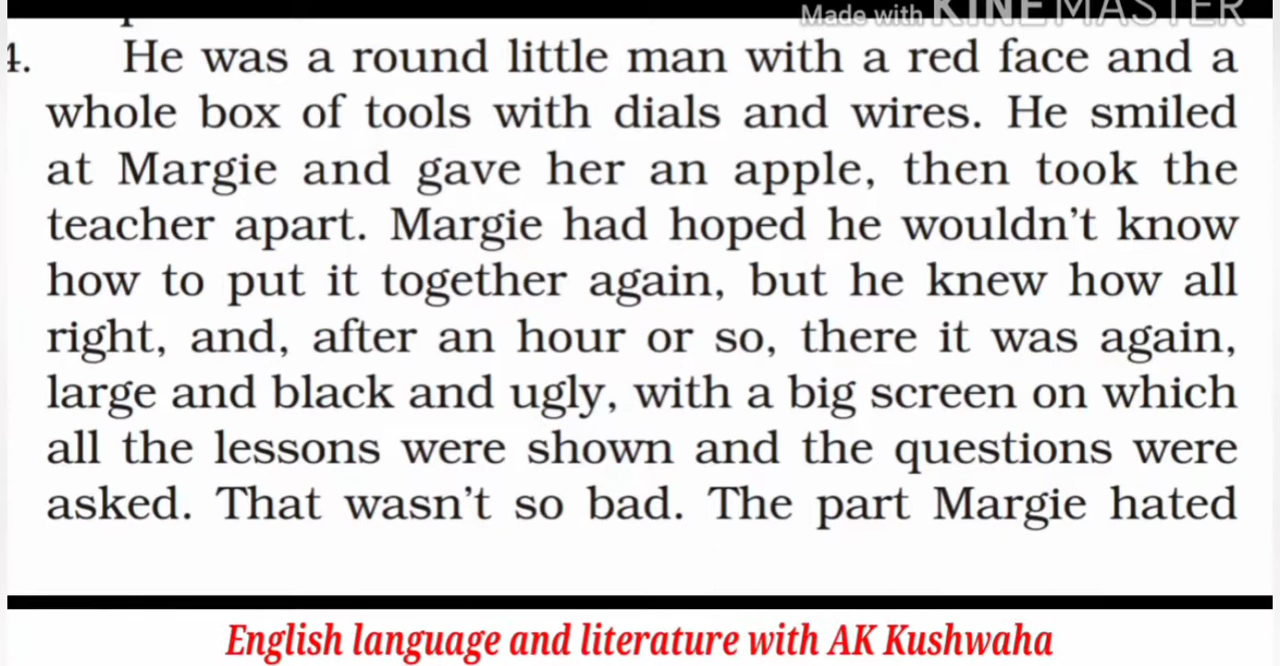 Made with KINEMASTER
4. He was a round little man with a red face and a
whole box of tools with dials and wires. He smiled
at Margie and gave her an apple, then took the
teacher apart. Margie had hoped he wouldn’t know
how to put it together again, but he knew how all
right, and, after an hour or so, there it was again,
large and black and ugly, with a big screen on which
all the lessons were shown and the questions were
asked. That wasn’t so bad. The part Margie hated
English language and literature with AK Kushwaha